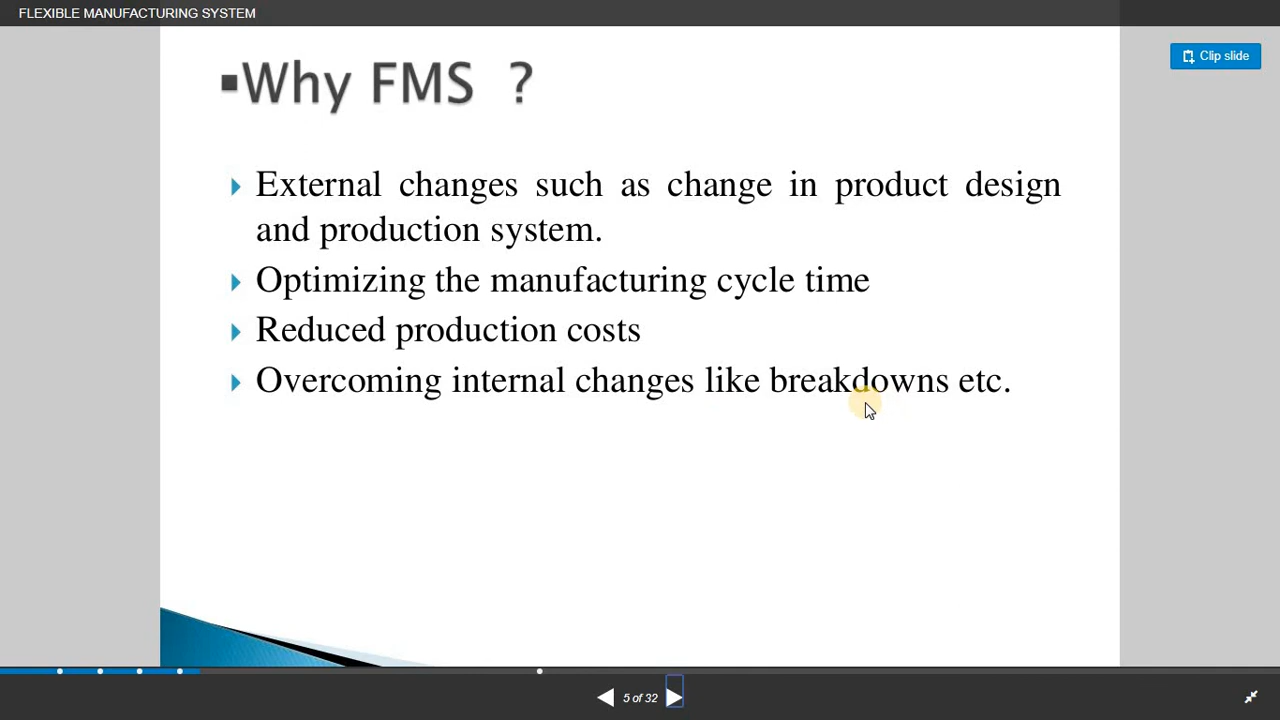 FLEXIBLE MANUFACTURING SYSTEM
Clip slide
▪Why FMS ?
External changes such as change in product design
and production system.
Optimizing the manufacturing cycle time
Reduced production costs
Overcoming internal changes like breakdowns etc.
5 of 32